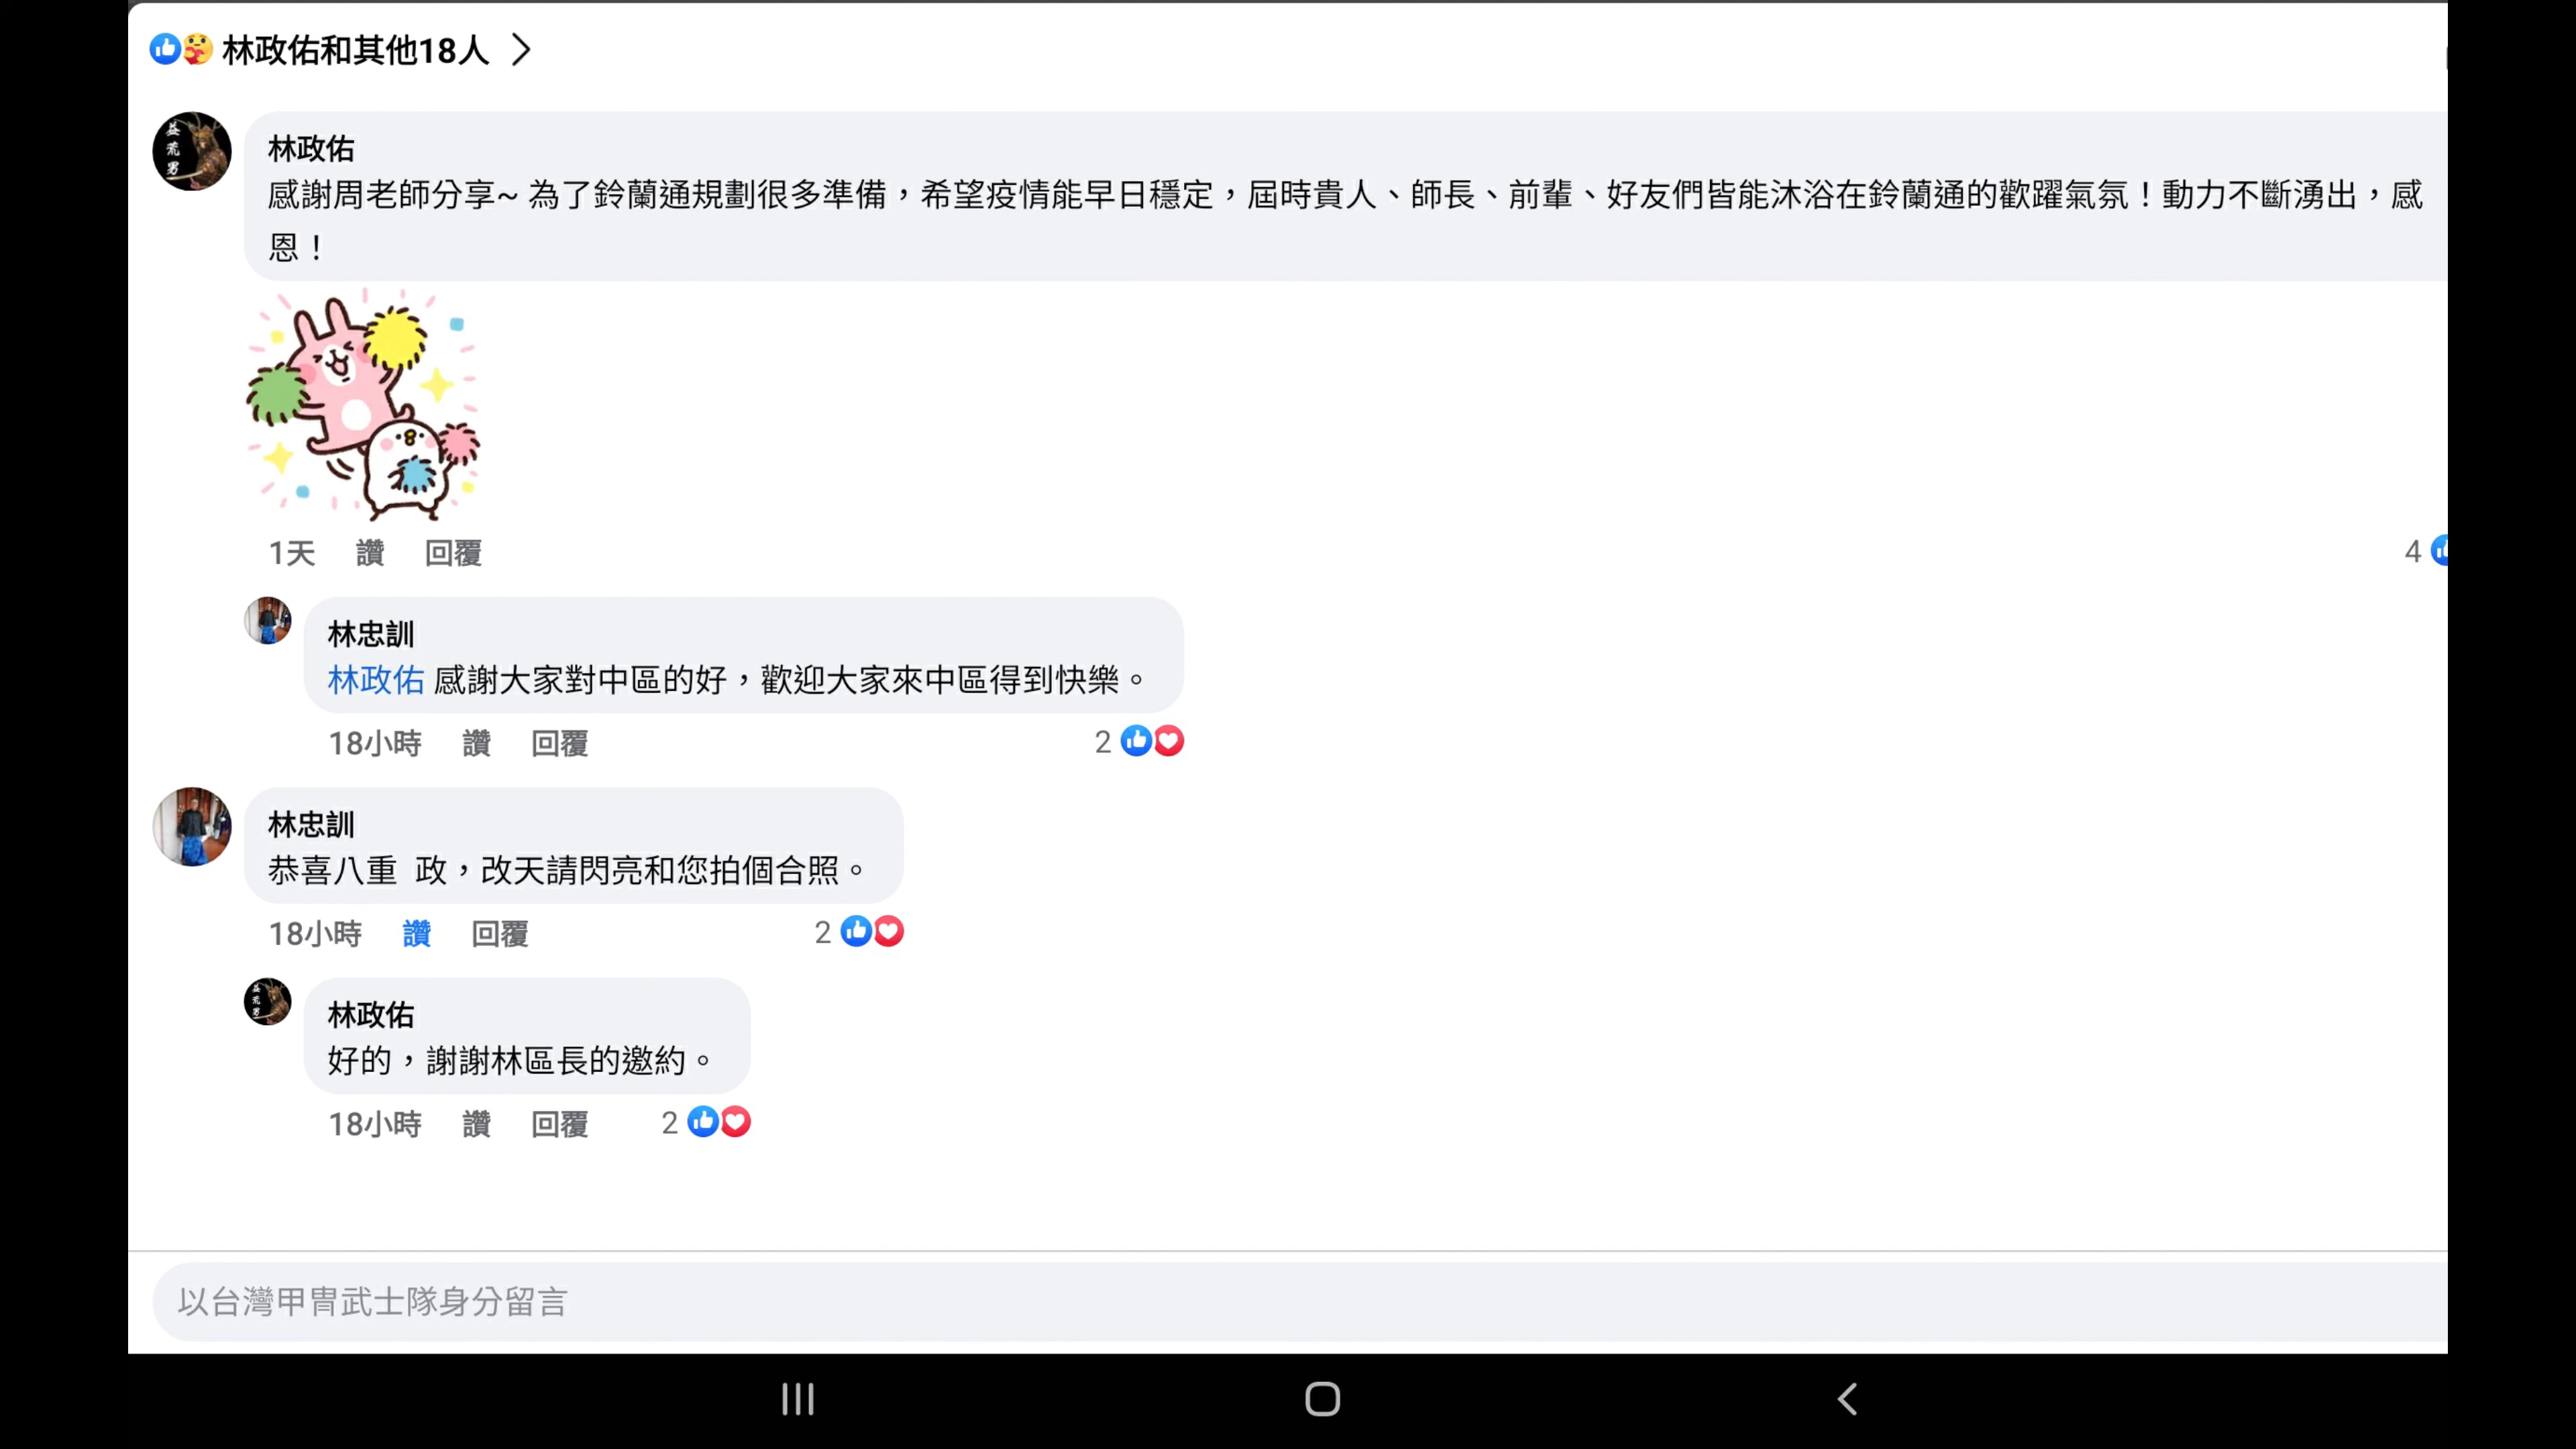 林政佑和其他18人
林政佑
感謝周老師分享~ 為了鈴蘭通規劃很多準備，希望疫情能早日穩定，屆時貴人、師長、前輩、好友們皆能沐浴在鈴蘭通的歡躍氣氛！動力不斷湧出，感
恩！
1天 讚 回覆 4
林忠訓
林政佑 感謝大家對中區的好，歡迎大家來中區得到快樂。
18小時 讚 回覆 2
林忠訓
恭喜八重 政，改天請閃亮和您拍個合照。
18小時 讚 回覆 2
林政佑
好的，謝謝林區長的邀約。
18小時 讚 回覆 2
以台灣甲冑武士隊身分留言